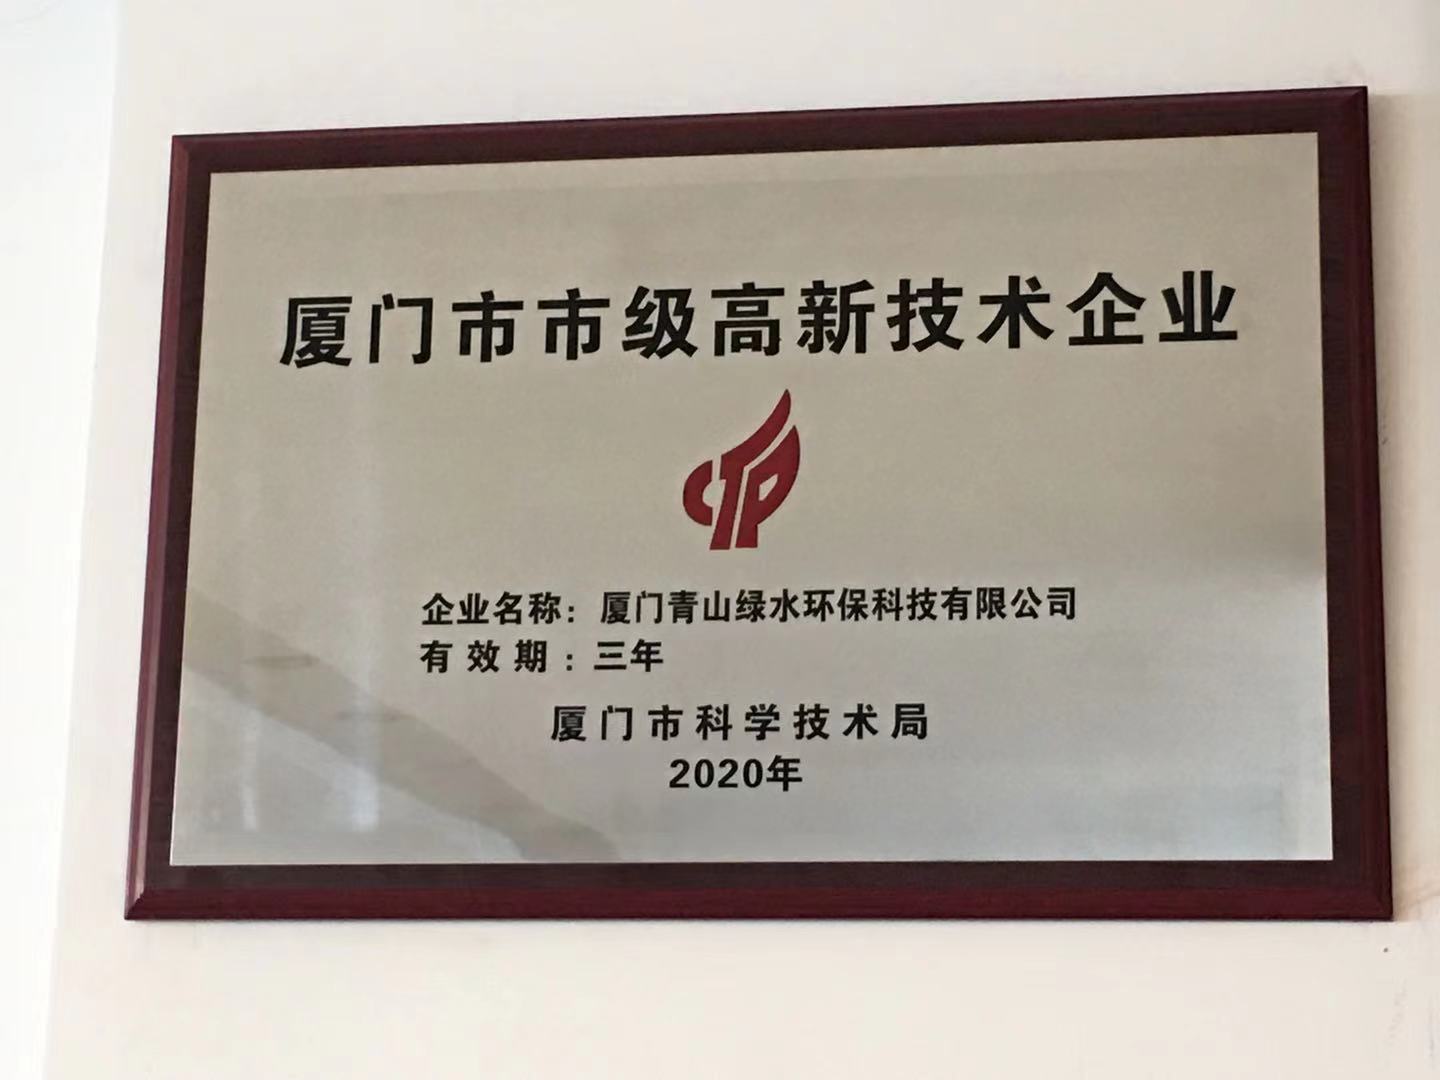 厦门市市级高新技术企业
CTP
企业名称：厦门青山绿水环保科技有限公司
有效期：三年
厦门市科学技术局
2020年